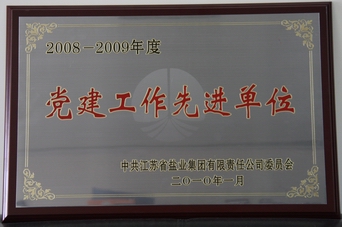 2008－2009年度
党建工作先进单位
中共江苏省盐业集团有限责任公司委员会
二〇一〇年一月